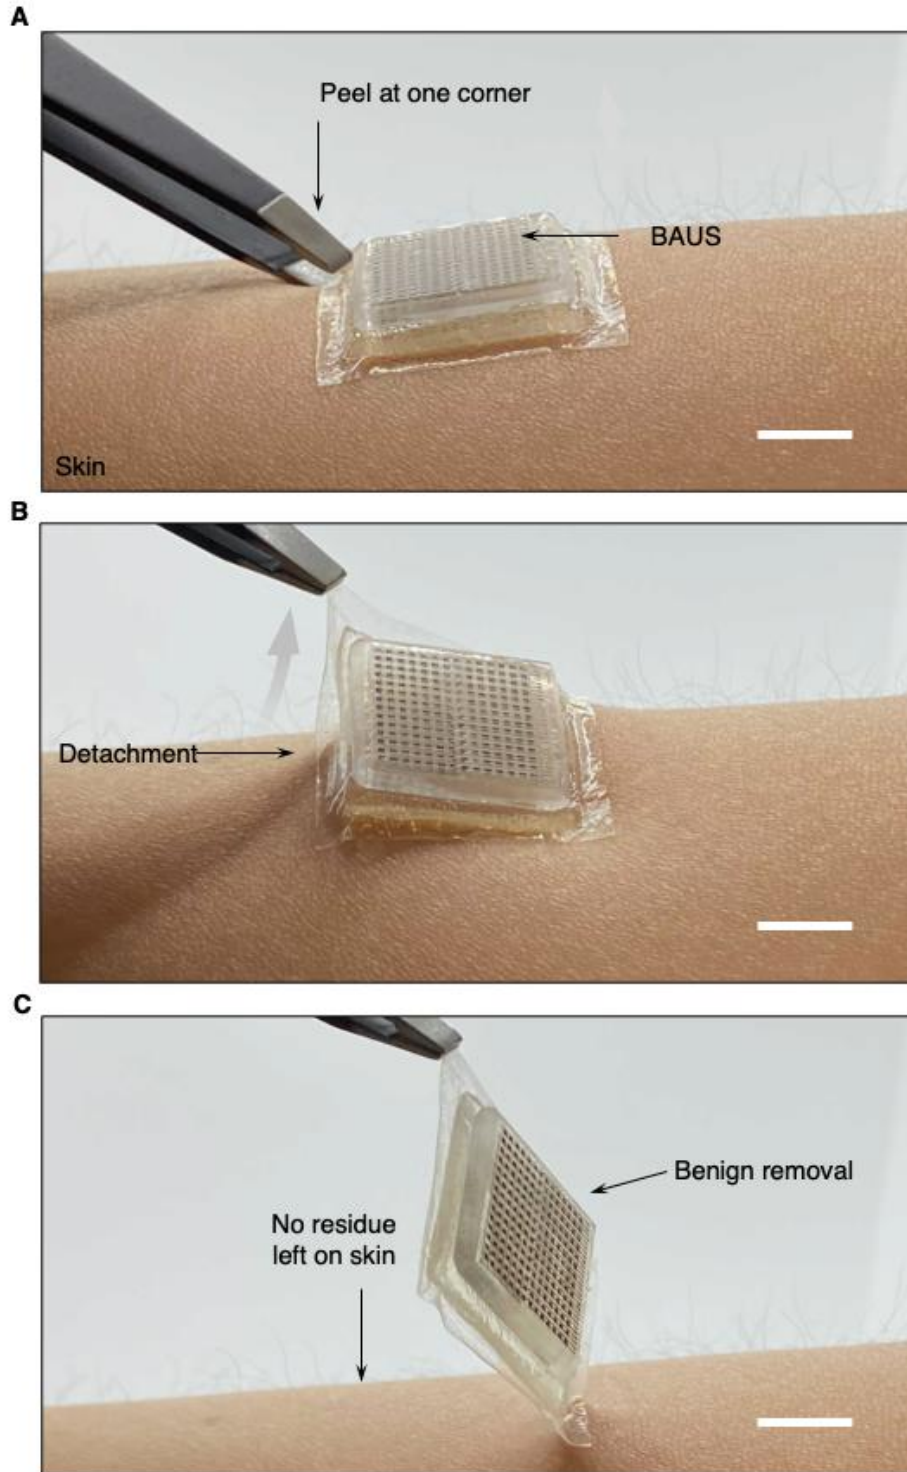 A
Peel at one corner
BAUS
Skin
B
Detachment
C
Benign removal
No residue
left on skin